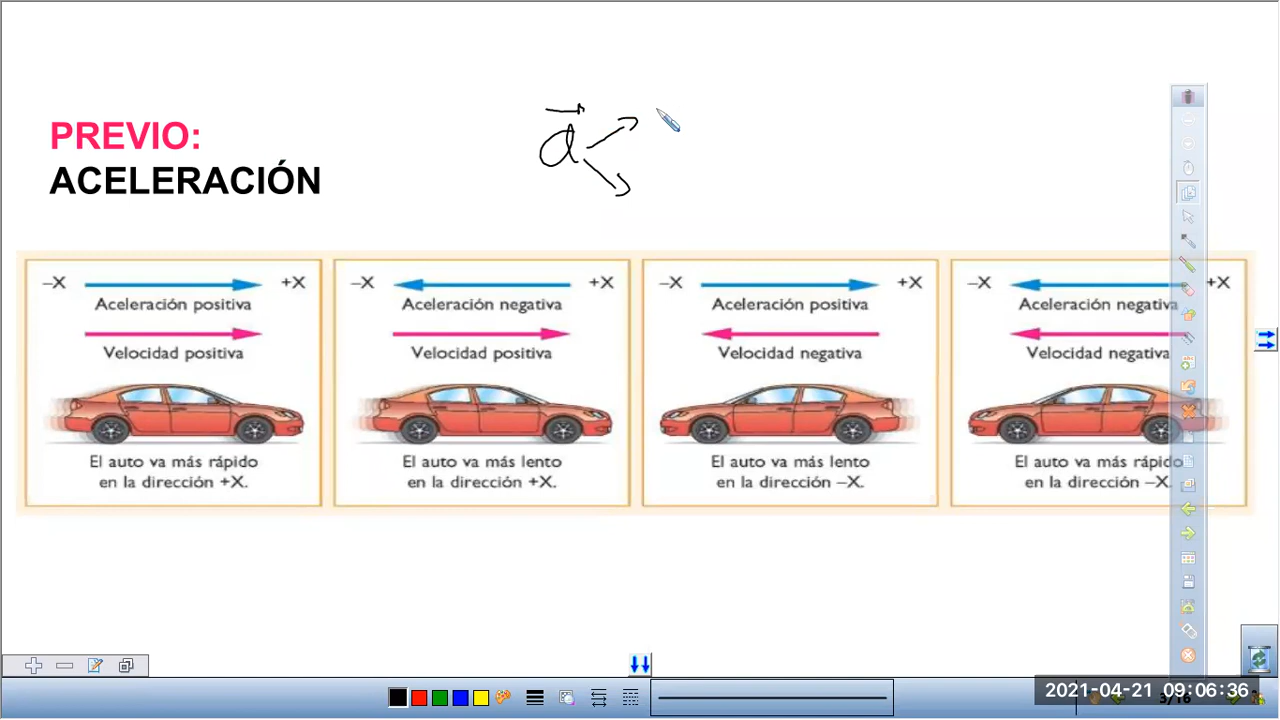 PREVIO:
ACELERACIÓN
a
–X +X
Aceleración positiva
Velocidad positiva
El auto va más rápido
en la dirección +X.
–X +X
Aceleración negativa
Velocidad positiva
El auto va más lento
en la dirección +X.
–X +X
Aceleración positiva
Velocidad negativa
El auto va más lento
en la dirección –X.
–X +X
Aceleración negativa
Velocidad negativa
El auto va más rápido
en la dirección –X.
2021-04-21 09:06:36